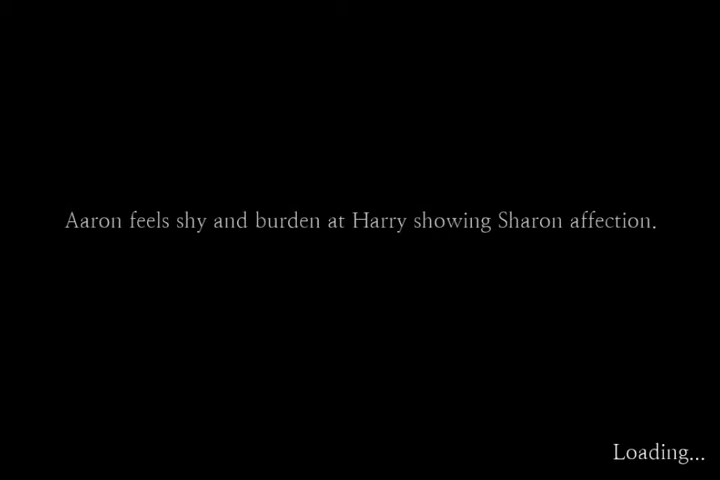 Aaron feels shy and burden at Harry showing Sharon affection.
Loading...